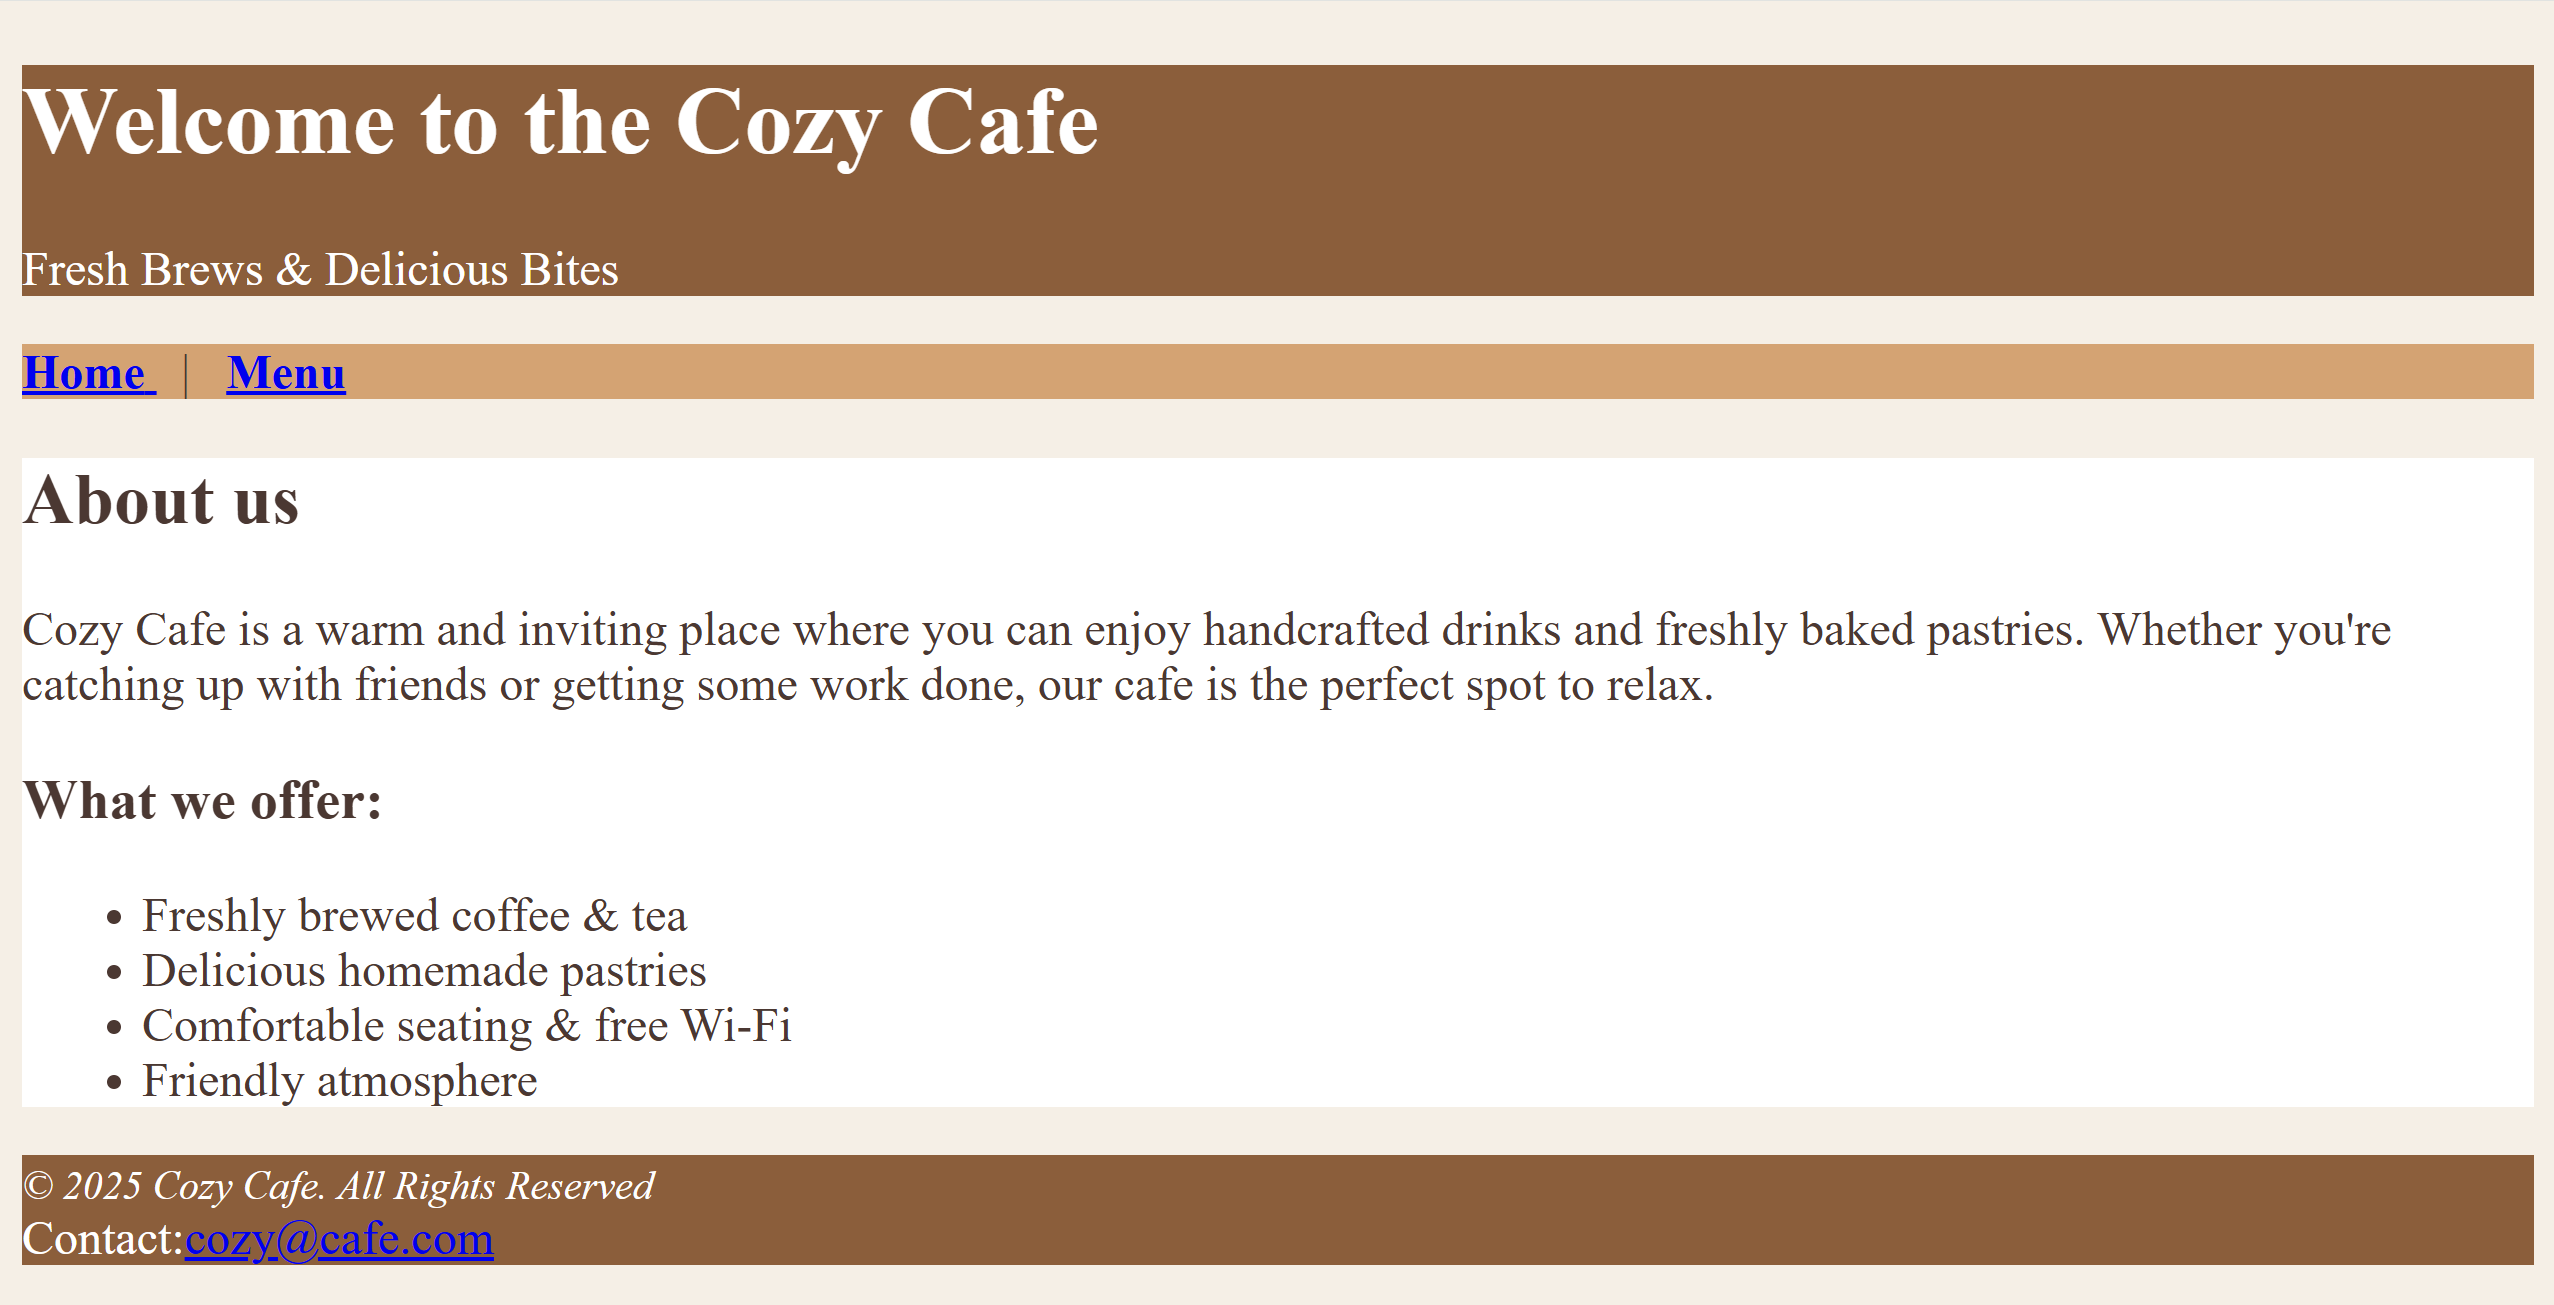 Welcome to the Cozy Cafe
Fresh Brews & Delicious Bites
Home | Menu
About us
Cozy Cafe is a warm and inviting place where you can enjoy handcrafted drinks and freshly baked pastries. Whether you're
catching up with friends or getting some work done, our cafe is the perfect spot to relax.
What we offer:
• Freshly brewed coffee & tea
• Delicious homemade pastries
• Comfortable seating & free Wi-Fi
• Friendly atmosphere
© 2025 Cozy Cafe. All Rights Reserved
Contact:cozy@cafe.com